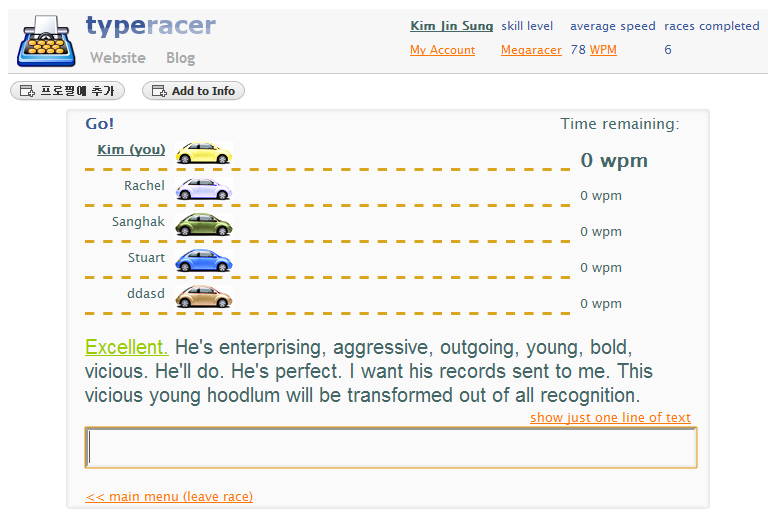 typeracer
Website Blog
Kim Jin Sung skill level average speed races completed
My Account Megaracer 78 WPM 6
프로필에 추가 Add to Info
Go! Time remaining:
Kim (you) 0 wpm
Rachel 0 wpm
Sanghak 0 wpm
Stuart 0 wpm
ddasd 0 wpm
Excellent. He's enterprising, aggressive, outgoing, young, bold,
vicious. He'll do. He's perfect. I want his records sent to me. This
vicious young hoodlum will be transformed out of all recognition.
show just one line of text
<< main menu (leave race)